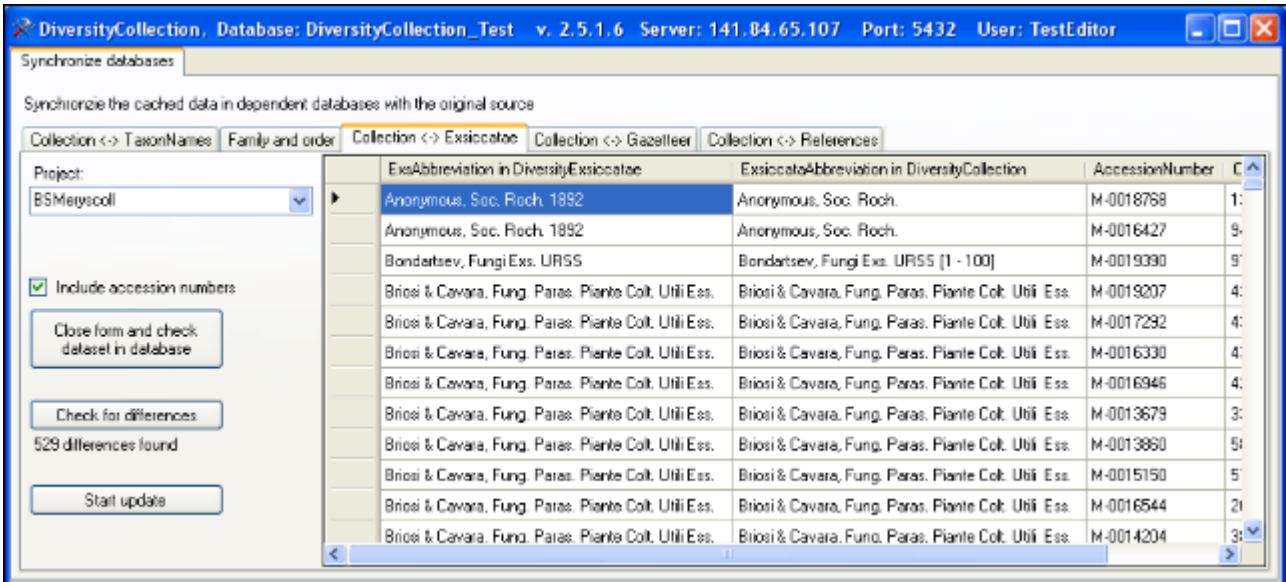 DiversityCollection, Database: DiversityCollection_Test v. 2.5.1.6 Server: 141.84.65.107 Port: 5432 User: TestEditor
Synchronize databases
Synchronzie the cached data in dependent databases with the original source
Collection <-> TaxonNames Family and order Collection <-> Exsiccatae Collection <-> Gazetteer Collection <-> References
Project:
BSMeryscoll
Include accession numbers
Close form and check
dataset in database
Check for differences
529 differences found
Start update
ExsAbbreviation in DiversityExsiccatae ExsiccataAbbreviation in DiversityCollection AccessionNumber
Anonymous, Soc. Roch. 1892 Anonymous, Soc. Roch. M-0018768
Anonymous, Soc. Roch. 1892 Anonymous, Soc. Roch. M-0016427
Bondartsev, Fungi Exs. URSS Bondartsev, Fungi Exs. URSS [1 - 100] M-0019390
Briosi & Cavara, Fung. Paras. Piante Colt. Utili Ess. Briosi & Cavara, Fung. Paras. Piante Colt. Utili Ess. M-0019207
Briosi & Cavara, Fung. Paras. Piante Colt. Utili Ess. Briosi & Cavara, Fung. Paras. Piante Colt. Utili Ess. M-0017292
Briosi & Cavara, Fung. Paras. Piante Colt. Utili Ess. Briosi & Cavara, Fung. Paras. Piante Colt. Utili Ess. M-0016330
Briosi & Cavara, Fung. Paras. Piante Colt. Utili Ess. Briosi & Cavara, Fung. Paras. Piante Colt. Utili Ess. M-0016946
Briosi & Cavara, Fung. Paras. Piante Colt. Utili Ess. Briosi & Cavara, Fung. Paras. Piante Colt. Utili Ess. M-0013679
Briosi & Cavara, Fung. Paras. Piante Colt. Utili Ess. Briosi & Cavara, Fung. Paras. Piante Colt. Utili Ess. M-0013860
Briosi & Cavara, Fung. Paras. Piante Colt. Utili Ess. Briosi & Cavara, Fung. Paras. Piante Colt. Utili Ess. M-0015150
Briosi & Cavara, Fung. Paras. Piante Colt. Utili Ess. Briosi & Cavara, Fung. Paras. Piante Colt. Utili Ess. M-0016544
Briosi & Cavara, Fung. Paras. Piante Colt. Utili Ess. Briosi & Cavara, Fung. Paras. Piante Colt. Utili Ess. M-0014204